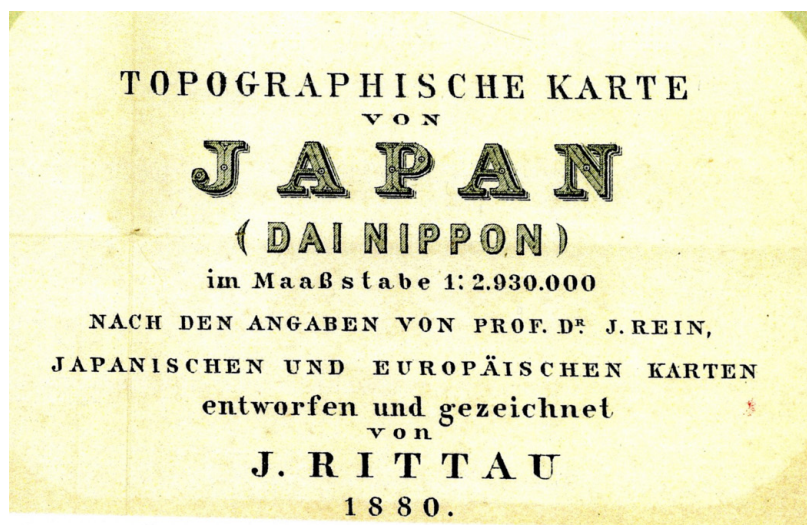 TOPOGRAPHISCHE KARTE
VON
JAPAN
(DAI NIPPON)
im Maaßstabe 1:2.930.000
NACH DEN ANGABEN VON PROF. DR. J. REIN,
JAPANISCHEN UND EUROPÄISCHEN KARTEN
entworfen und gezeichnet
von
J. RITTAU
1880.